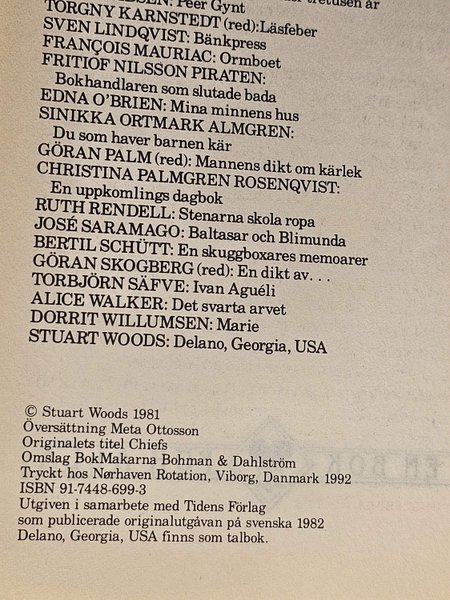 Peer Gynt
TORGNY KARNSTEDT (red):Läsfeber
SVEN LINDQVIST: Bänkpress
FRANÇOIS MAURIAC: Ormboet
FRITIOF NILSSON PIRATEN:
Bokhandlaren som slutade bada
EDNA O'BRIEN: Mina minnens hus
SINIKKA ORTMARK ALMGREN:
Du som haver barnen kär
GÖRAN PALM (red): Mannens dikt om kärlek
CHRISTINA PALMGREN ROSENQVIST:
En uppkomlings dagbok
RUTH RENDELL: Stenarna skola ropa
JOSÉ SARAMAGO: Baltasar och Blimunda
BERTIL SCHÜTT: En skuggboxares memoarer
GÖRAN SKOGBERG (red): En dikt av. . .
TORBJÖRN SÄFVE: Ivan Aguéli
ALICE WALKER: Det svarta arvet
DORRIT WILLUMSEN: Marie
STUART WOODS: Delano, Georgia, USA
© Stuart Woods 1981
Översättning Meta Ottosson
Originalets titel Chiefs
Omslag BokMakarna Bohman & Dahlström
Tryckt hos Nørhaven Rotation, Viborg, Danmark 1992
ISBN 91-7448-699-3
Utgiven i samarbete med Tidens Förlag
som publicerade originalutgåvan på svenska 1982
Delano, Georgia, USA finns som talbok.